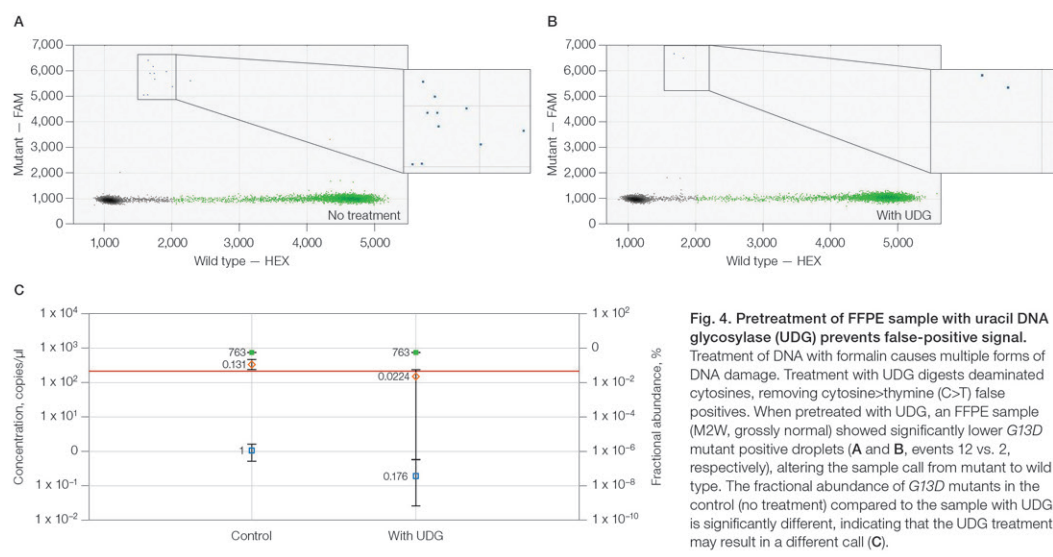 A
7,000
6,000
5,000
4,000
3,000
2,000
1,000
0
Mutant — FAM
No treatment
1,000 2,000 3,000 4,000 5,000
Wild type — HEX
B
7,000
6,000
5,000
4,000
3,000
2,000
1,000
0
Mutant — FAM
With UDG
1,000 2,000 3,000 4,000 5,000
Wild type — HEX
C
1 x 10⁴
1 x 10³
1 x 10²
1 x 10¹
0
1 x 10⁻¹
1 x 10⁻²
Concentration, copies/µl
763
0.131
1
763
0.0224
0.176
1 x 10²
0
1 x 10⁻²
1 x 10⁻⁴
1 x 10⁻⁶
1 x 10⁻⁸
1 x 10⁻¹⁰
Fractional abundance, %
Control With UDG
Fig. 4. Pretreatment of FFPE sample with uracil DNA
glycosylase (UDG) prevents false-positive signal.
Treatment of DNA with formalin causes multiple forms of
DNA damage. Treatment with UDG digests deaminated
cytosines, removing cytosine>thymine (C>T) false
positives. When pretreated with UDG, an FFPE sample
(M2W, grossly normal) showed significantly lower G13D
mutant positive droplets (A and B, events 12 vs. 2,
respectively), altering the sample call from mutant to wild
type. The fractional abundance of G13D mutants in the
control (no treatment) compared to the sample with UDG
is significantly different, indicating that the UDG treatment
may result in a different call (C).